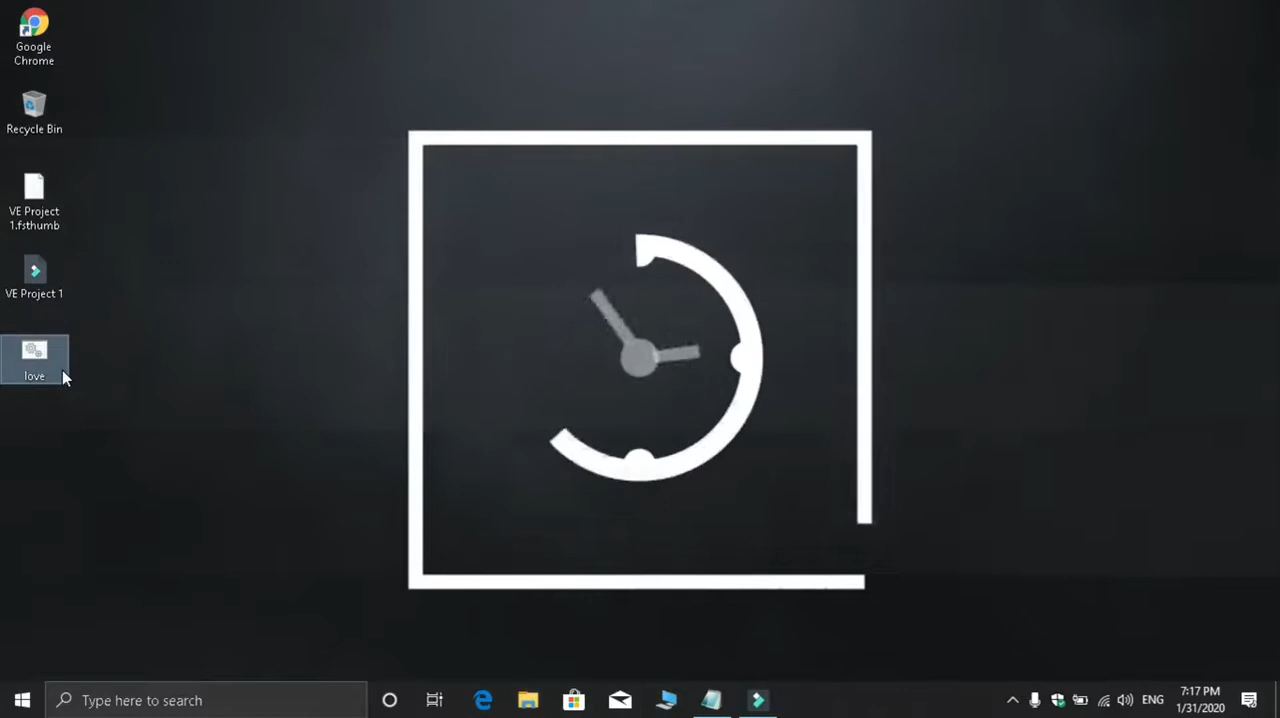 Google
Chrome
Recycle Bin
VE Project
1.fsthumb
VE Project 1
love
Type here to search
ENG
7:17 PM
1/31/2020